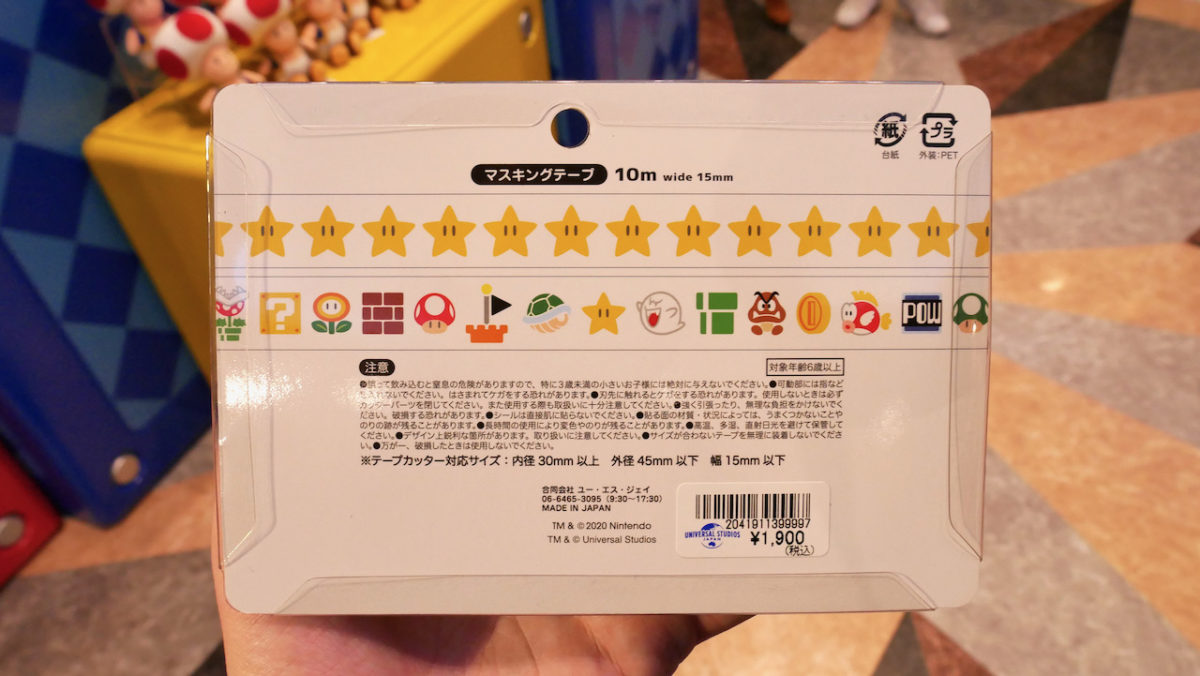 紙
プラ
台紙
外装:PET
マスキングテープ 10m wide 15mm
?
POW
注意
対象年齢6歳以上
●誤って飲み込むと窒息の危険がありますので、特に3歳未満の小さいお子様には絶対に与えないでください。●可動部には指など
を入れないでください。はさまれてケガをする恐れがあります。●刃先に触れるとケガをする恐れがあります。使用しないときは必ず
カッターパーツを閉じてください。また使用する際も取扱いに十分注意してください。●強く引張ったり、無理な負担をかけないでく
ださい。破損する恐れがあります。●シールは直接肌に貼らないでください。●貼る面の材質・状況によっては、うまくつかないことや
のりの跡が残ることがあります。●長時間の使用により変色やのりが残ることがあります。●高温、多湿、直射日光を避けて保管して
ください。●デザイン上鋭利な箇所があります。取り扱いに注意してください。●サイズが合わないテープを無理に装着しないでくださ
い。●万が一、破損したときは使用しないでください。
※テープカッター対応サイズ:内径30mm以上 外径45mm以下 幅15mm以下
合同会社 ユー・エス・ジェイ
06-6465-3095(9:30〜17:30)
MADE IN JAPAN
TM & © 2020 Nintendo
TM & © Universal Studios
2041911399997
UNIVERSAL STUDIOS
JAPAN
¥1,900
(税込)